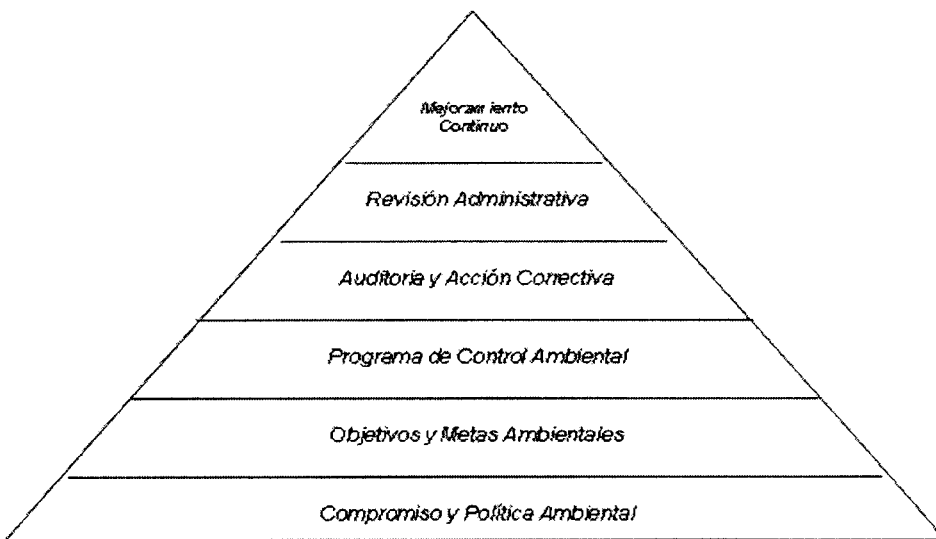 Mejoramiento
Continuo
Revisión Administrativa
Auditoria y Acción Correctiva
Programa de Control Ambiental
Objetivos y Metas Ambientales
Compromiso y Política Ambiental